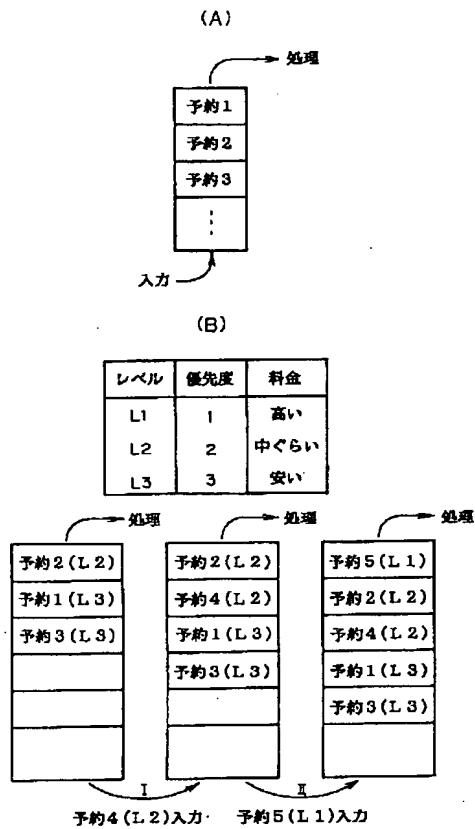 (A)
処理
予約1
予約2
予約3
入力
(B)
レベル 優先度 料金
L1 1 高い
L2 2 中ぐらい
L3 3 安い
処理 処理 処理
予約2(L2) 予約2(L2) 予約5(L1)
予約1(L3) 予約4(L2) 予約2(L2)
予約3(L3) 予約1(L3) 予約4(L2)
予約3(L3) 予約1(L3)
予約3(L3)
I II
予約4(L2)入力 予約5(L1)入力